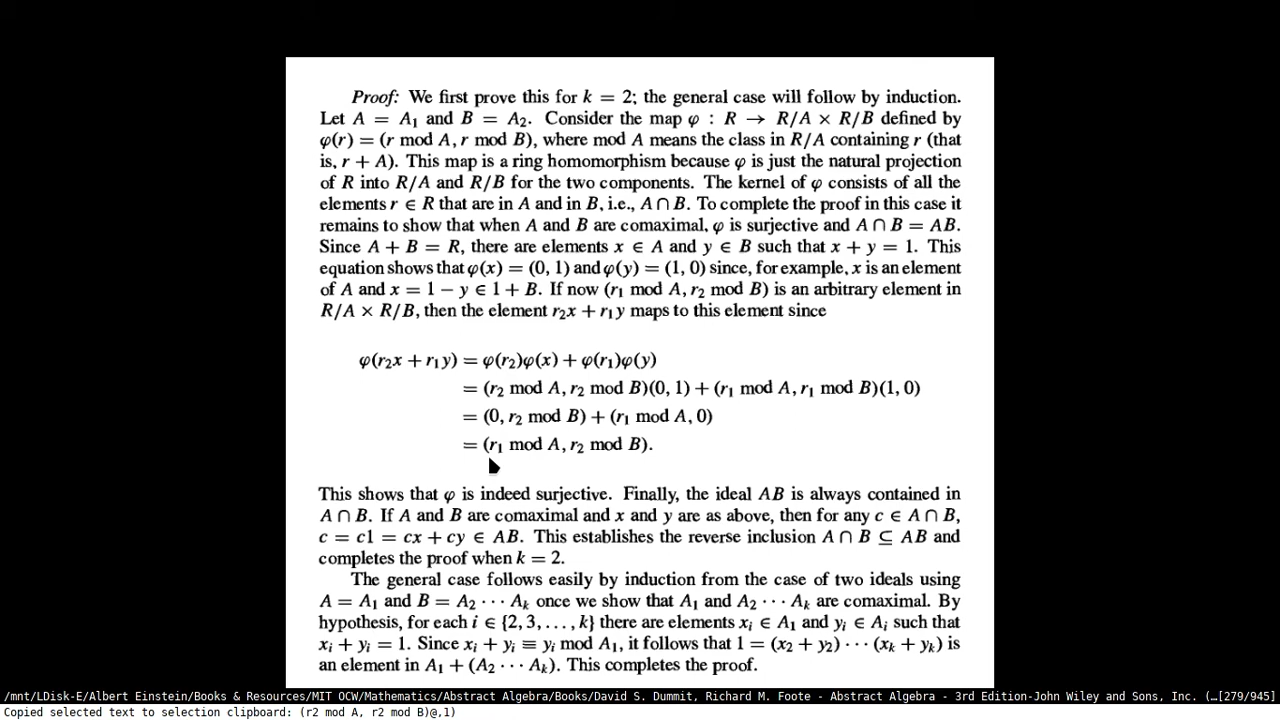 Proof: We first prove this for k = 2; the general case will follow by induction.
Let A = A₁ and B = A₂. Consider the map φ : R → R/A × R/B defined by
φ(r) = (r mod A, r mod B), where mod A means the class in R/A containing r (that
is, r + A). This map is a ring homomorphism because φ is just the natural projection
of R into R/A and R/B for the two components. The kernel of φ consists of all the
elements r ∈ R that are in A and in B, i.e., A ∩ B. To complete the proof in this case it
remains to show that when A and B are comaximal, φ is surjective and A ∩ B = AB.
Since A + B = R, there are elements x ∈ A and y ∈ B such that x + y = 1. This
equation shows that φ(x) = (0, 1) and φ(y) = (1, 0) since, for example, x is an element
of A and x = 1 − y ∈ 1 + B. If now (r₁ mod A, r₂ mod B) is an arbitrary element in
R/A × R/B, then the element r₂x + r₁y maps to this element since
φ(r₂x + r₁y) = φ(r₂)φ(x) + φ(r₁)φ(y)
= (r₂ mod A, r₂ mod B)(0, 1) + (r₁ mod A, r₁ mod B)(1, 0)
= (0, r₂ mod B) + (r₁ mod A, 0)
= (r₁ mod A, r₂ mod B).
This shows that φ is indeed surjective. Finally, the ideal AB is always contained in
A ∩ B. If A and B are comaximal and x and y are as above, then for any c ∈ A ∩ B,
c = c1 = cx + cy ∈ AB. This establishes the reverse inclusion A ∩ B ⊆ AB and
completes the proof when k = 2.
The general case follows easily by induction from the case of two ideals using
A = A₁ and B = A₂ ⋯ Aₖ once we show that A₁ and A₂ ⋯ Aₖ are comaximal. By
hypothesis, for each i ∈ {2, 3, . . . , k} there are elements xᵢ ∈ A₁ and yᵢ ∈ Aᵢ such that
xᵢ + yᵢ = 1. Since xᵢ + yᵢ ≡ yᵢ mod A₁, it follows that 1 = (x₂ + y₂) ⋯ (xₖ + yₖ) is
an element in A₁ + (A₂ ⋯ Aₖ). This completes the proof.
/mnt/LDisk-E/Albert Einstein/Books & Resources/MIT OCW/Mathematics/Abstract Algebra/Books/David S. Dummit, Richard M. Foote - Abstract Algebra - 3rd Edition-John Wiley and Sons, Inc. (…[279/945]
Copied selected text to selection clipboard: (r2 mod A, r2 mod B)@,1)